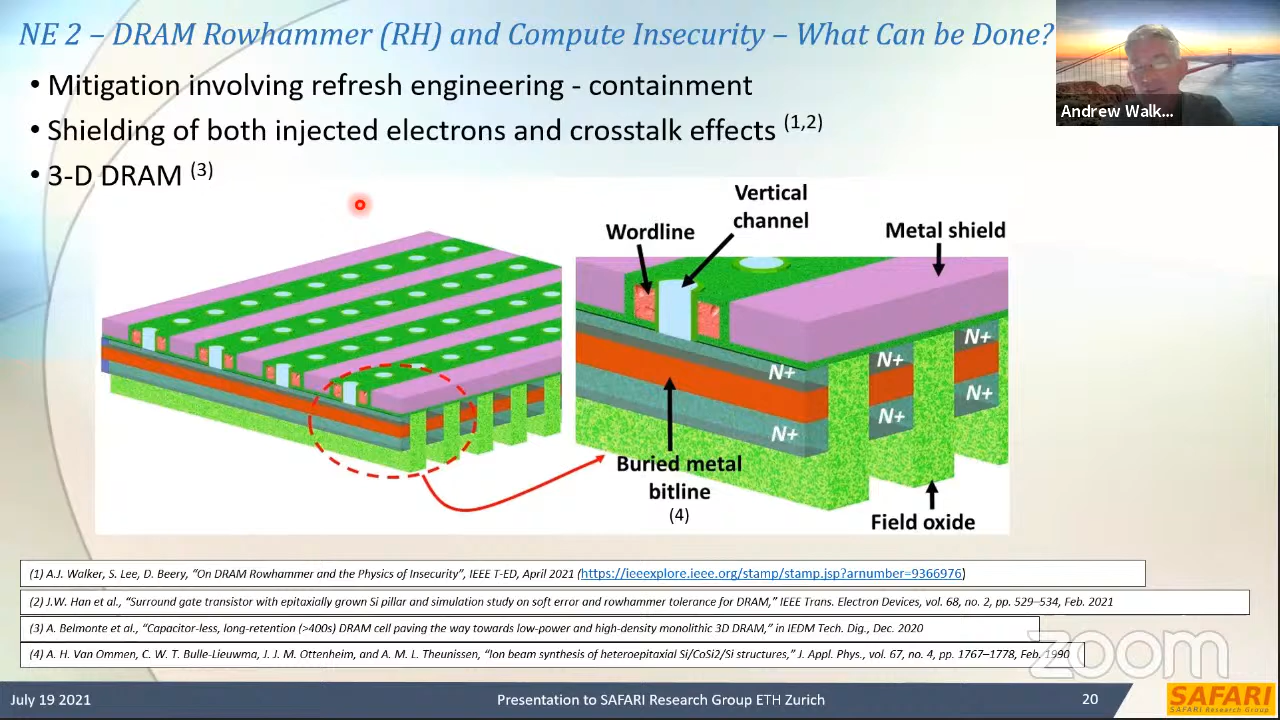 NE 2 – DRAM Rowhammer (RH) and Compute Insecurity – What Can be Done?
• Mitigation involving refresh engineering - containment
• Shielding of both injected electrons and crosstalk effects (1,2)
• 3-D DRAM (3)
Andrew Walk...
Vertical
channel
Wordline
Metal shield
N+
N+
N+
N+
N+
N+
Buried metal
bitline
(4)
Field oxide
(1) A.J. Walker, S. Lee, D. Beery, “On DRAM Rowhammer and the Physics of Insecurity”, IEEE T-ED, April 2021 (https://ieeexplore.ieee.org/stamp/stamp.jsp?arnumber=9366976)
(2) J.W. Han et al., “Surround gate transistor with epitaxially grown Si pillar and simulation study on soft error and rowhammer tolerance for DRAM,” IEEE Trans. Electron Devices, vol. 68, no. 2, pp. 529–534, Feb. 2021
(3) A. Belmonte et al., “Capacitor-less, long-retention (>400s) DRAM cell paving the way towards low-power and high-density monolithic 3D DRAM,” in IEDM Tech. Dig., Dec. 2020
(4) A. H. Van Ommen, C. W. T. Bulle-Lieuwma, J. J. M. Ottenheim, and A. M. L. Theunissen, “Ion beam synthesis of heteroepitaxial Si/CoSi2/Si structures,” J. Appl. Phys., vol. 67, no. 4, pp. 1767–1778, Feb. 1990
zoom
July 19 2021
Presentation to SAFARI Research Group ETH Zurich
20
SAFARI
SAFARI Research Group